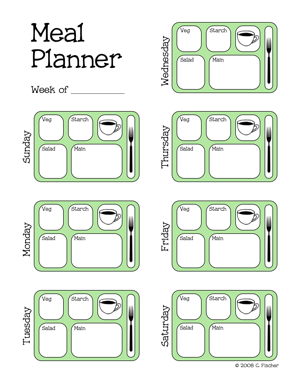 Meal
Planner
Week of
Sunday
Veg
Starch
Salad
Main
Monday
Veg
Starch
Salad
Main
Tuesday
Veg
Starch
Salad
Main
Wednesday
Veg
Starch
Salad
Main
Thursday
Veg
Starch
Salad
Main
Friday
Veg
Starch
Salad
Main
Saturday
Veg
Starch
Salad
Main
© 2008 C. Fischer